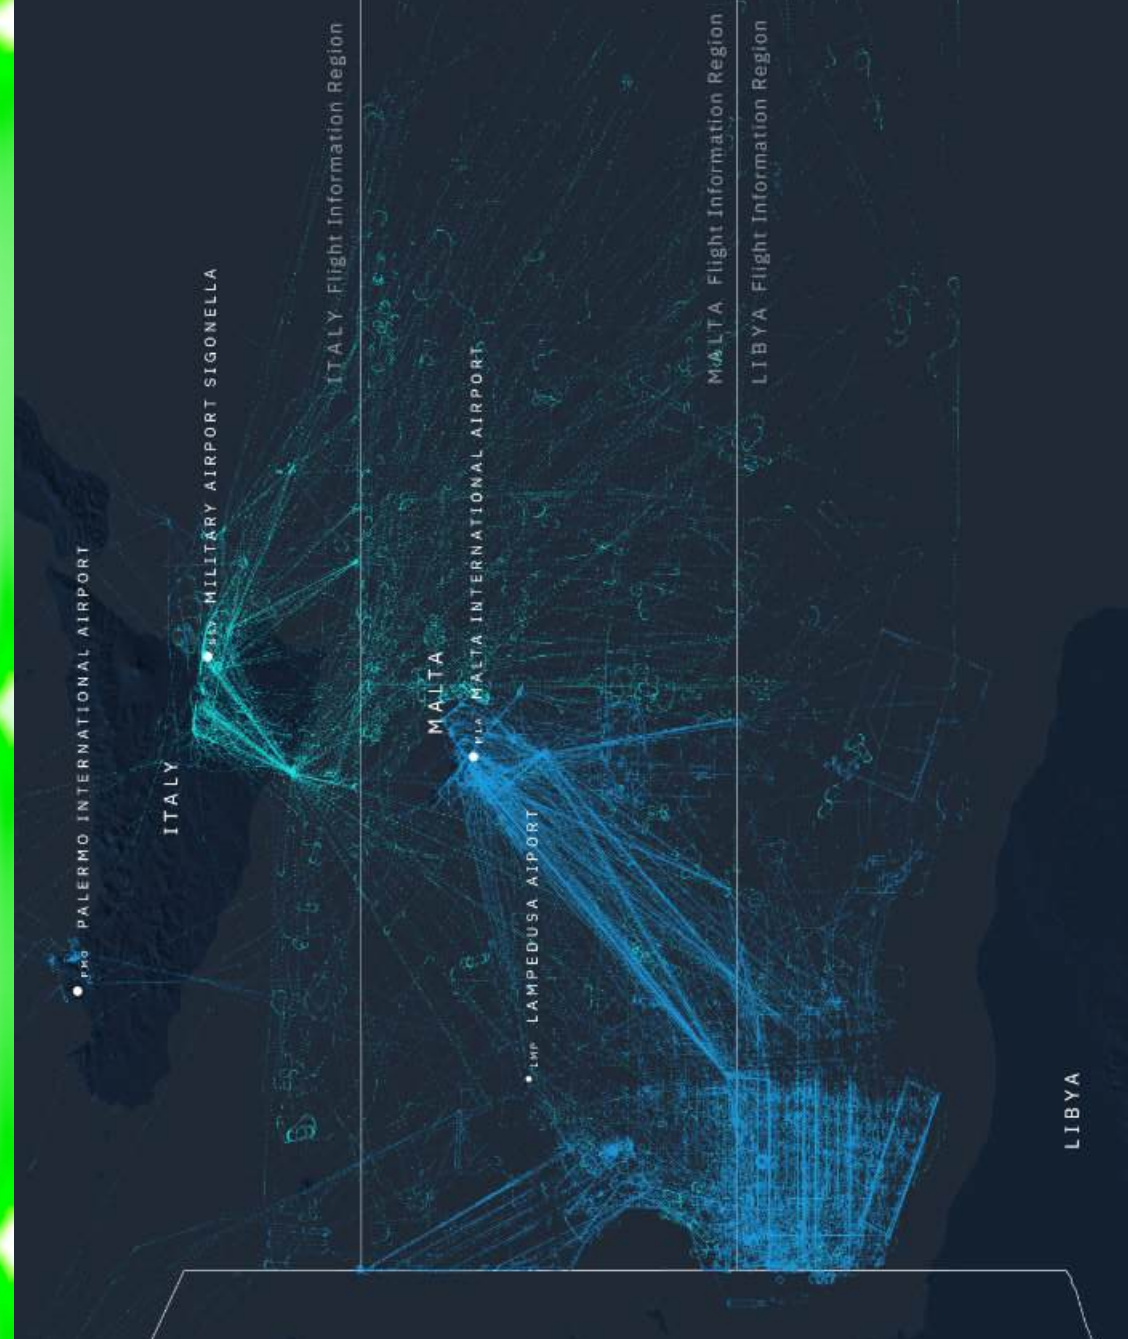 ITALY Flight Information Region
MALTA Flight Information Region
LIBYA Flight Information Region
MILITARY AIRPORT SIGONELLA
PMO PALERMO INTERNATIONAL AIRPORT
ITALY
MALTA
MLA MALTA INTERNATIONAL AIRPORT
LMP LAMPEDUSA AIPORT
LIBYA